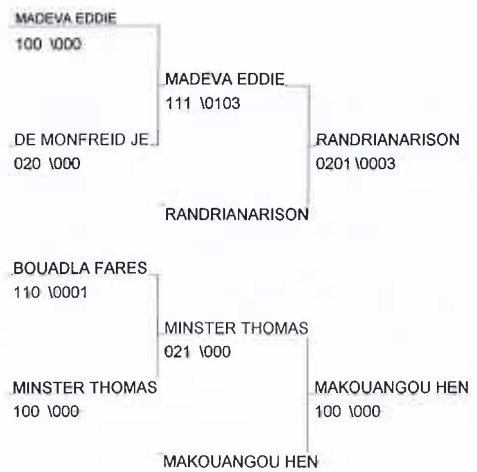 MADEVA EDDIE
100 \000
MADEVA EDDIE
111 \0103
DE MONFREID JE
020 \000
RANDRIANARISON
0201 \0003
RANDRIANARISON
BOUADLA FARES
110 \0001
MINSTER THOMAS
021 \000
MINSTER THOMAS
100 \000
MAKOUANGOU HEN
100 \000
MAKOUANGOU HEN